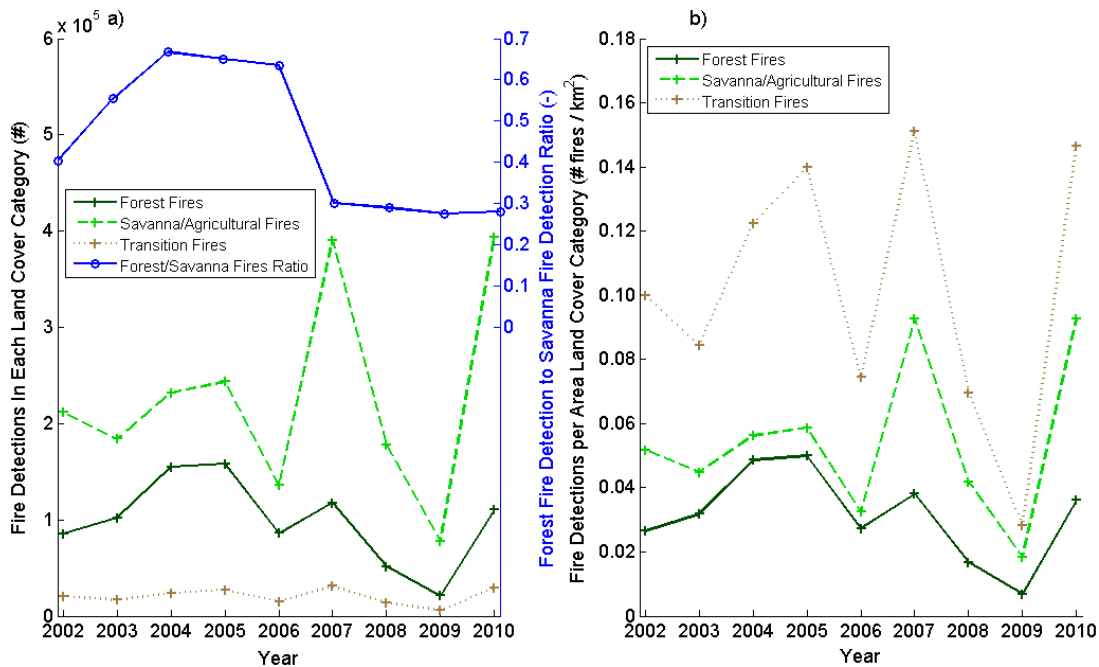 x 10^5 a)
6
5
4
3
2
1
0
Fire Detections In Each Land Cover Category (#)
Forest Fires
Savanna/Agricultural Fires
Transition Fires
Forest/Savanna Fires Ratio
0.7
0.6
0.5
0.4
0.3
0.2
0.1
0
Forest Fire Detection to Savanna Fire Detection Ratio (-)
2002 2003 2004 2005 2006 2007 2008 2009 2010
Year
b)
0.18
0.16
0.14
0.12
0.10
0.08
0.06
0.04
0.02
0
Fire Detections per Area Land Cover Category (# fires / km²)
Forest Fires
Savanna/Agricultural Fires
Transition Fires
2002 2003 2004 2005 2006 2007 2008 2009 2010
Year